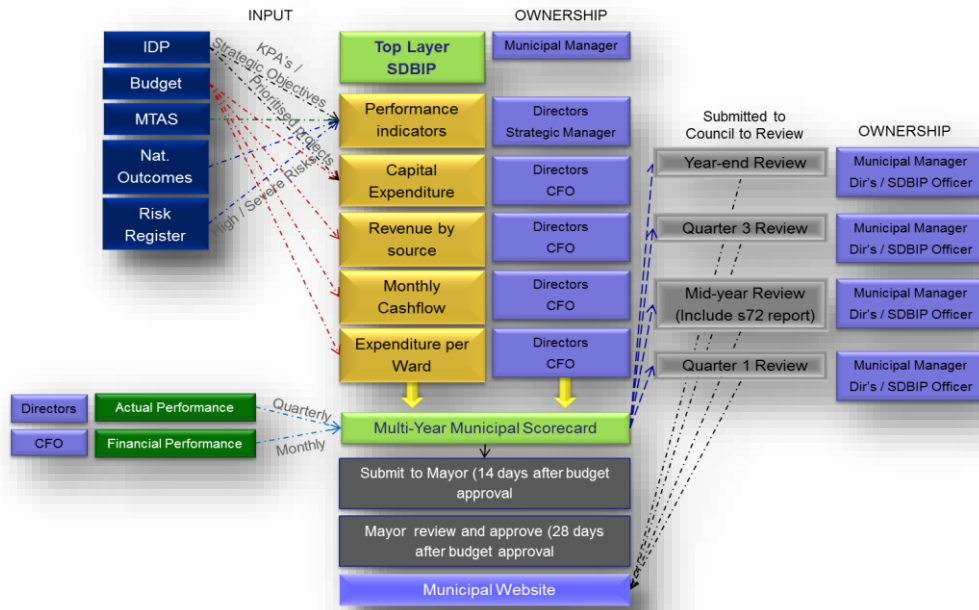 INPUT
OWNERSHIP
IDP
Budget
MTAS
Nat.
Outcomes
Risk
Register
KPA's /
Strategic Objectives
Prioritised projects
High / Severe Risks
Top Layer
SDBIP
Municipal Manager
Performance
indicators
Directors
Strategic Manager
Capital
Expenditure
Directors
CFO
Revenue by
source
Directors
CFO
Monthly
Cashflow
Directors
CFO
Expenditure per
Ward
Directors
CFO
Submitted to
Council to Review
OWNERSHIP
Year-end Review
Municipal Manager
Dir's / SDBIP Officer
Quarter 3 Review
Municipal Manager
Dir's / SDBIP Officer
Mid-year Review
(Include s72 report)
Municipal Manager
Dir's / SDBIP Officer
Quarter 1 Review
Municipal Manager
Dir's / SDBIP Officer
Directors
Actual Performance
Quarterly
CFO
Financial Performance
Monthly
Multi-Year Municipal Scorecard
Submit to Mayor (14 days after budget
approval
Mayor review and approve (28 days
after budget approval
Municipal Website